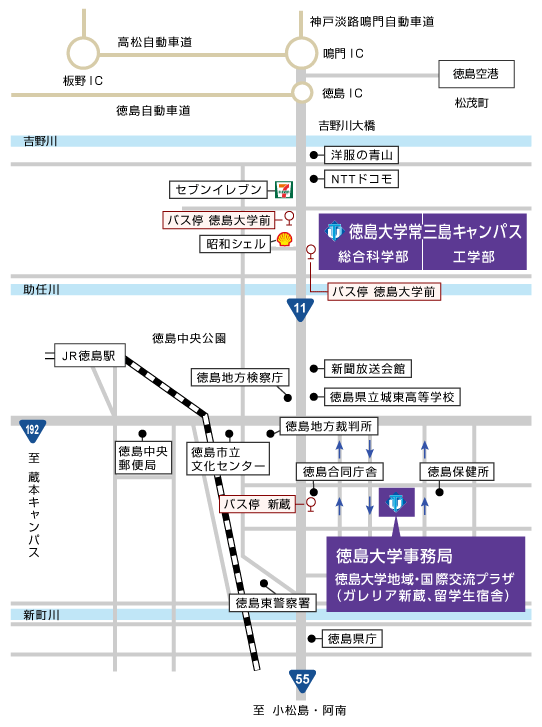 神戸淡路鳴門自動車道
高松自動車道
板野IC
鳴門IC
徳島空港
徳島IC
松茂町
徳島自動車道
吉野川大橋
吉野川
洋服の青山
NTTドコモ
セブンイレブン
7
バス停 徳島大学前
昭和シェル
徳島大学常三島キャンパス
総合科学部
工学部
助任川
バス停 徳島大学前
11
徳島中央公園
JR徳島駅
新聞放送会館
徳島地方検察庁
徳島県立城東高等学校
192
徳島地方裁判所
至 蔵本キャンパス
徳島中央
郵便局
徳島市立
文化センター
徳島合同庁舎
徳島保健所
バス停 新蔵
徳島大学事務局
徳島大学地域・国際交流プラザ
(ガレリア新蔵、留学生宿舎)
徳島東警察署
新町川
徳島県庁
55
至 小松島・阿南